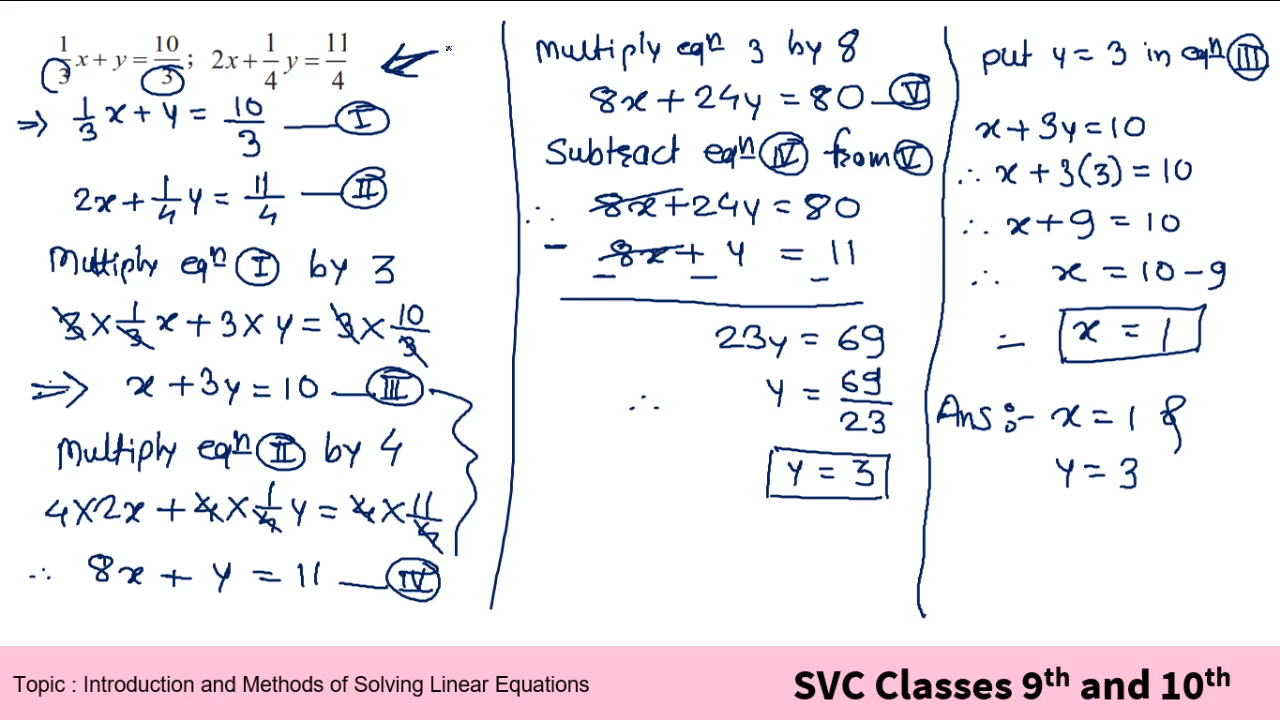 1/3 x + y = 10/3 ; 2x + 1/4 y = 11/4
⇒ 1/3 x + y = 10/3 — I
2x + 1/4 y = 11/4 — II
Multiply eqn I by 3
3 × 1/3 x + 3 × y = 3 × 10/3
⇒ x + 3y = 10 — III
Multiply eqn II by 4
4 × 2x + 4 × 1/4 y = 4 × 11/4
∴ 8x + y = 11 — IV
Multiply eqn 3 by 8
8x + 24y = 80 — V
Subtract eqn IV from V
∴ 8x + 24y = 80
- 8x + y = 11
- - -
23y = 69
∴ y = 69/23
y = 3
put y = 3 in eqn III
x + 3y = 10
∴ x + 3(3) = 10
∴ x + 9 = 10
∴ x = 10 - 9
= x = 1
Ans :- x = 1 &
y = 3
Topic : Introduction and Methods of Solving Linear Equations
SVC Classes 9th and 10th